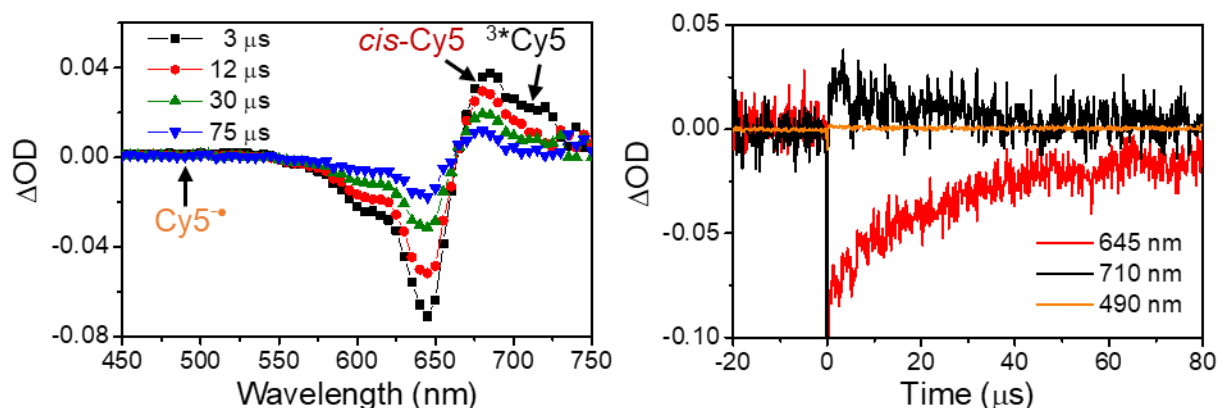 3 μs
12 μs
30 μs
75 μs
cis-Cy5
³*Cy5
Cy5⁻•
0.04
0.00
-0.04
-0.08
ΔOD
450 500 550 600 650 700 750
Wavelength (nm)
0.05
0.00
-0.05
-0.10
ΔOD
645 nm
710 nm
490 nm
-20 0 20 40 60 80
Time (μs)